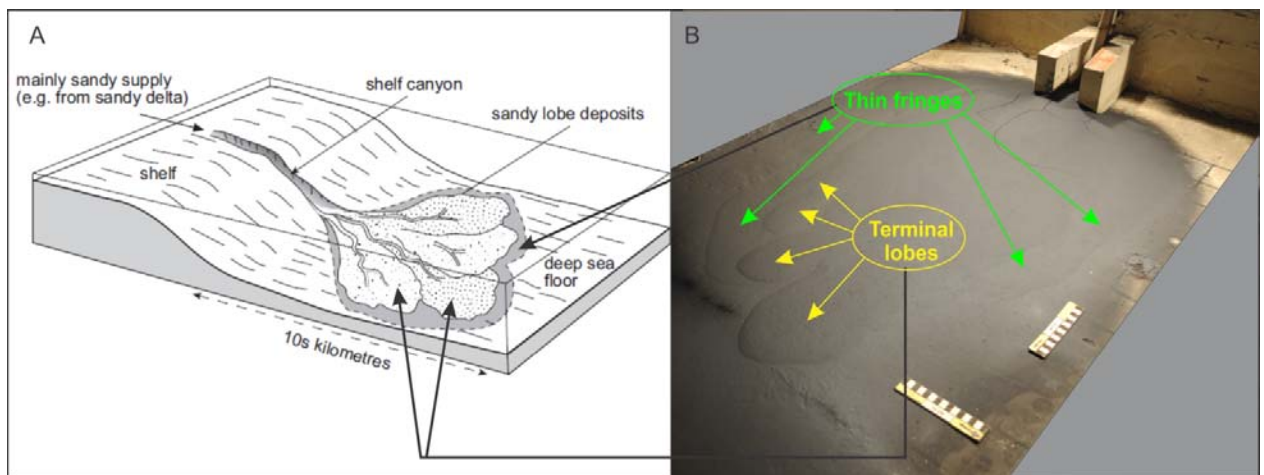 A
mainly sandy supply
(e.g. from sandy delta)
shelf canyon
sandy lobe deposits
shelf
deep sea
floor
10s kilometres
B
Thin fringes
Terminal
lobes